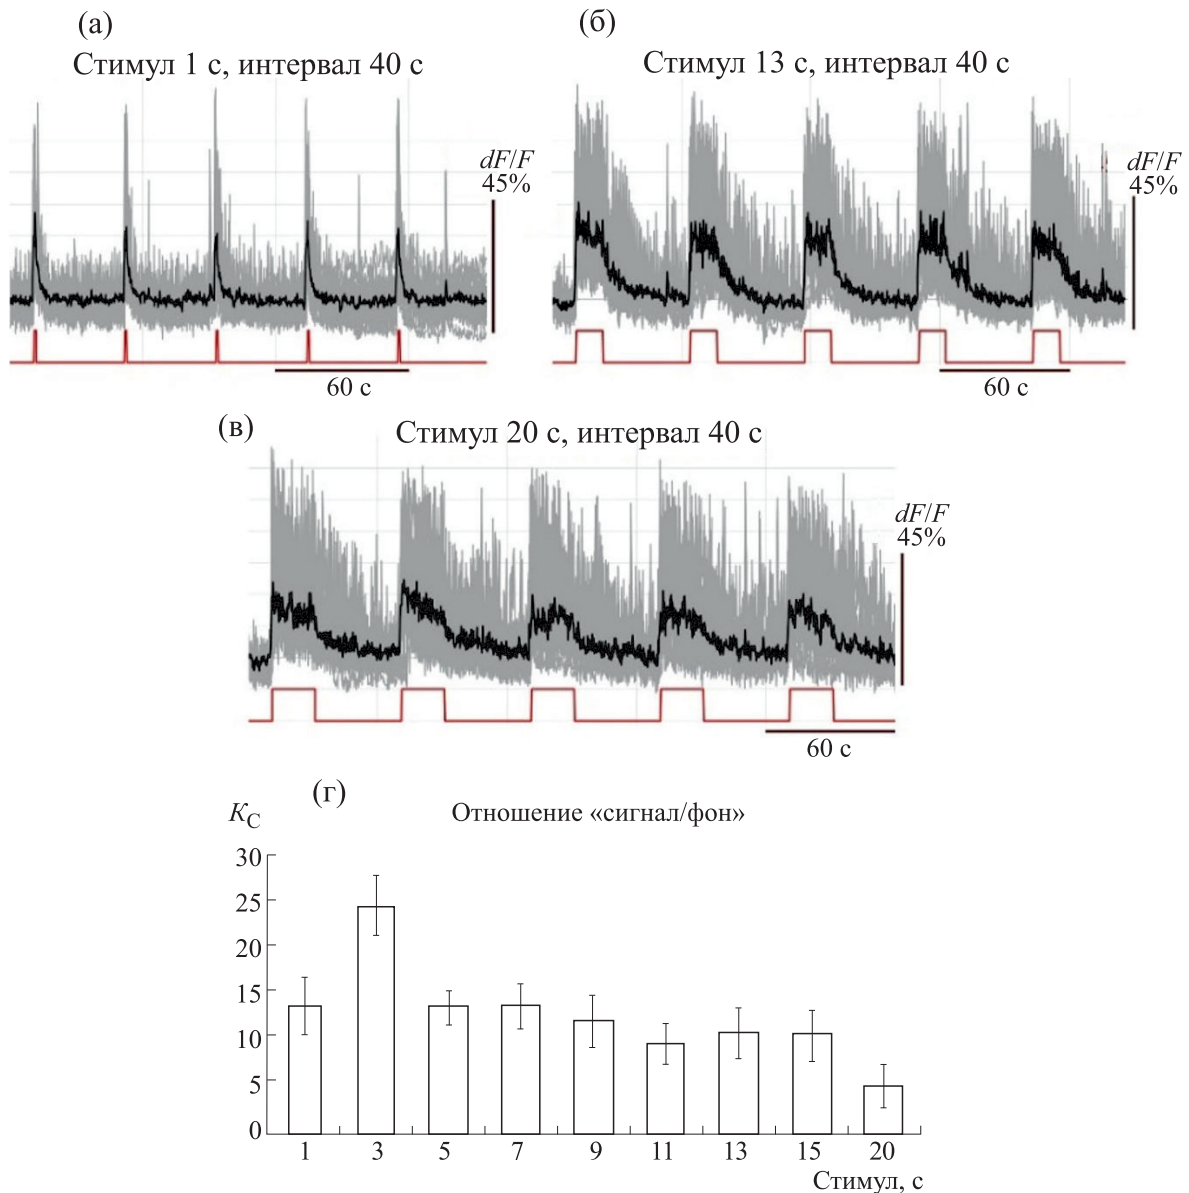 (а)
Стимул 1 с, интервал 40 с
dF/F
45%
60 с
(б)
Стимул 13 с, интервал 40 с
dF/F
45%
60 с
(в)
Стимул 20 с, интервал 40 с
dF/F
45%
60 с
(г)
KС
Отношение «сигнал/фон»
30
25
20
15
10
5
0
1 3 5 7 9 11 13 15 20
Стимул, с